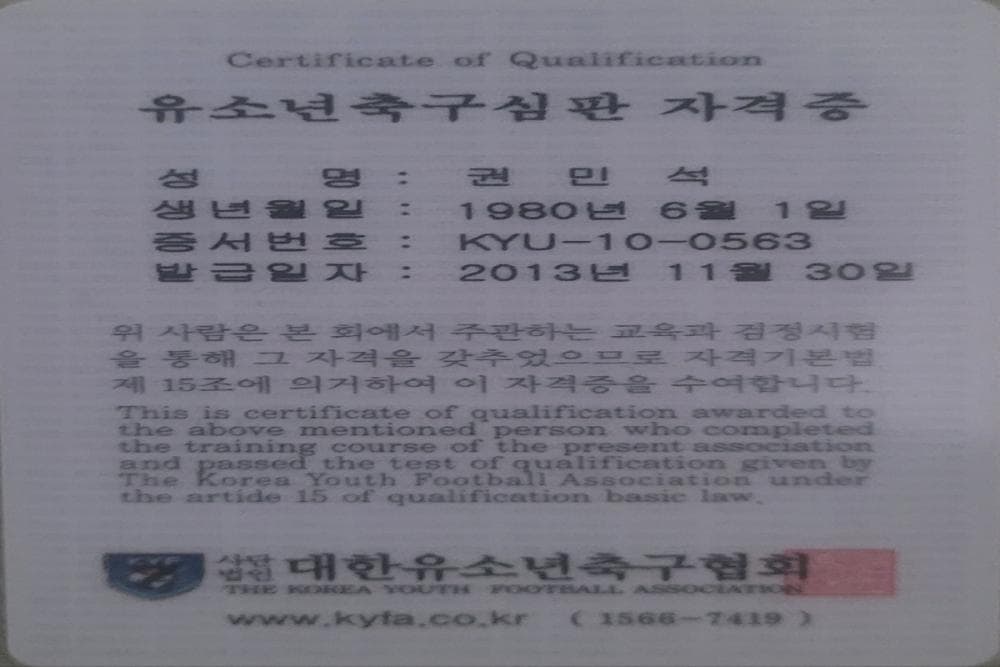 Certificate of Qualification
유소년축구심판 자격증
성 명 : 권 민 석
생년월일 : 1980년 6월 1일
증서번호 : KYU-10-0563
발급일자 : 2013년 11월 30일
위 사람은 본 회에서 주관하는 교육과 검정시험
을 통해 그 자격을 갖추었으므로 자격기본법
제 15조에 의거하여 이 자격증을 수여합니다.
This is certificate of qualification awarded to
the above mentioned person who completed
the training course of the present association
and passed the test of qualification given by
The Korea Youth Football Association under
the artide 15 of qualification basic law.
사단법인 대한유소년축구협회
THE KOREA YOUTH FOOTBALL ASSOCIATION
www.kyfa.co.kr ( 1566-7419 )